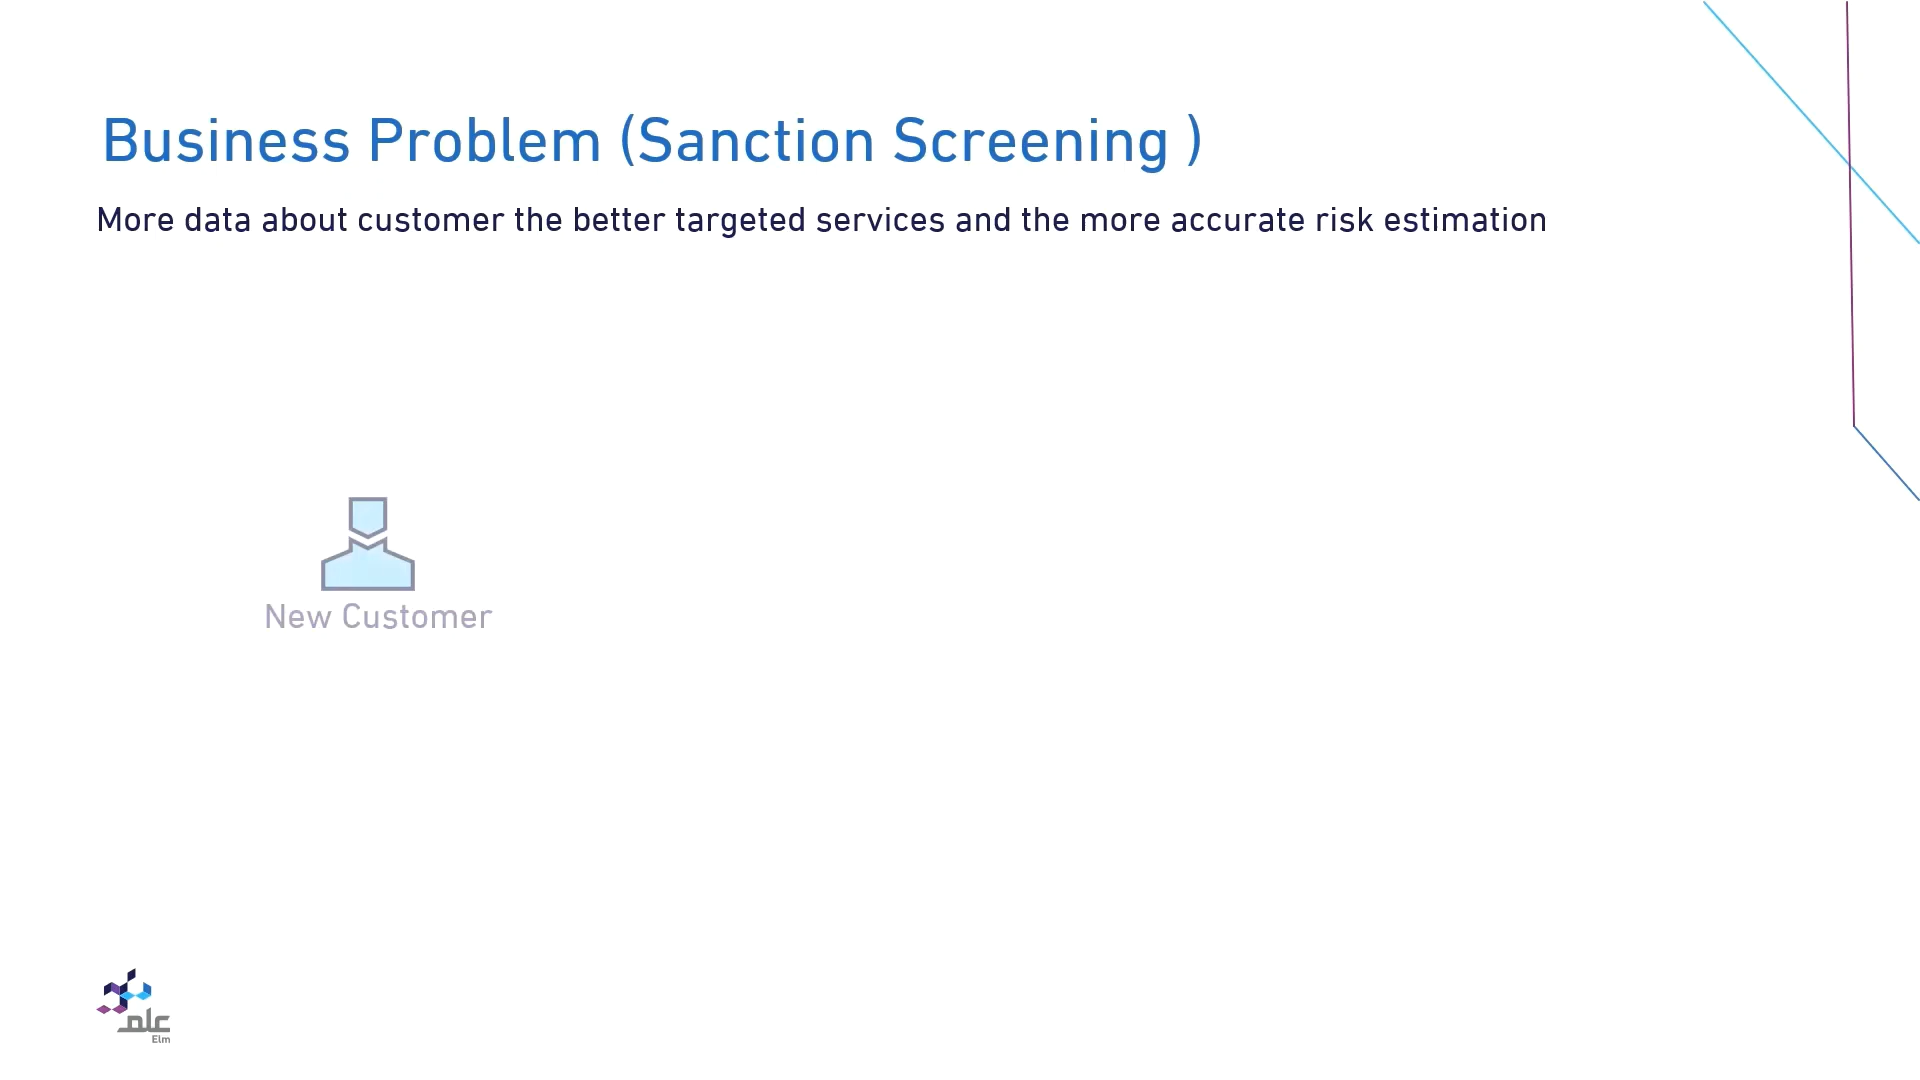 Business Problem (Sanction Screening )
More data about customer the better targeted services and the more accurate risk estimation
New Customer
علم
Elm